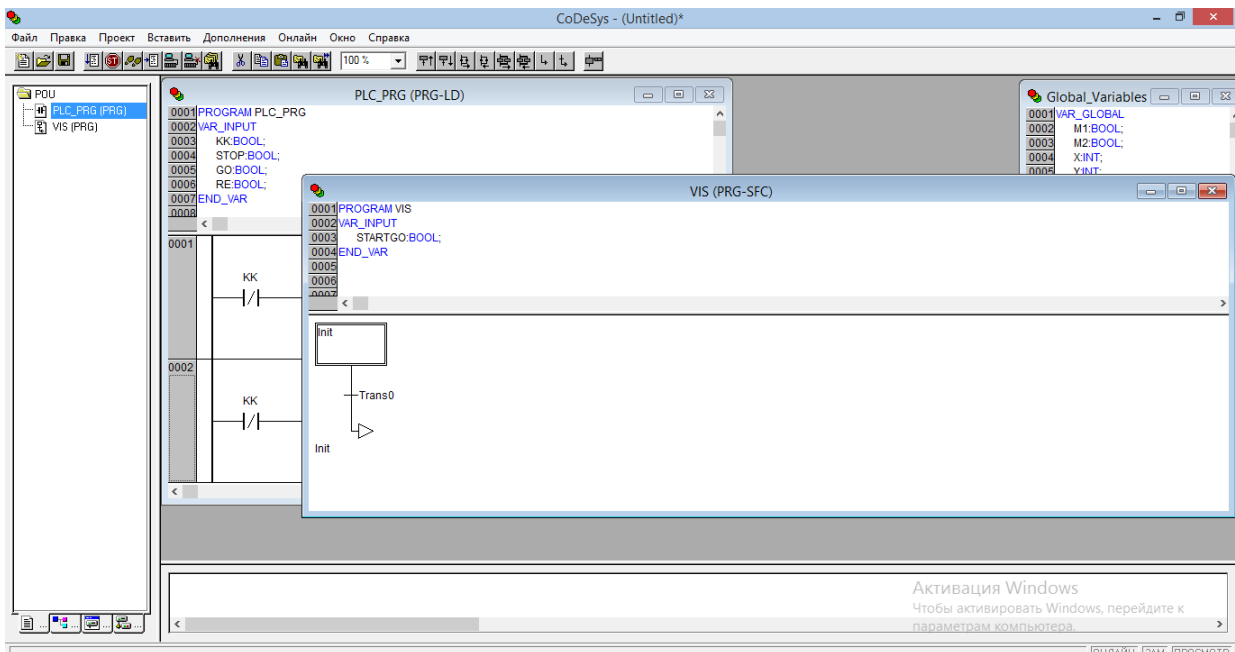 CoDeSys - (Untitled)*
Файл Правка Проект Вставить Дополнения Онлайн Окно Справка
100 %
POU
PLC_PRG (PRG)
VIS (PRG)
PLC_PRG (PRG-LD)
0001 PROGRAM PLC_PRG
0002 VAR_INPUT
0003 KK:BOOL;
0004 STOP:BOOL;
0005 GO:BOOL;
0006 RE:BOOL;
0007 END_VAR
0008
0001
KK
0002
KK
Global_Variables
0001 VAR_GLOBAL
0002 M1:BOOL;
0003 M2:BOOL;
0004 X:INT;
0005 Y:INT;
VIS (PRG-SFC)
0001 PROGRAM VIS
0002 VAR_INPUT
0003 STARTGO:BOOL;
0004 END_VAR
0005
0006
0007
Init
Trans0
Init
Активация Windows
Чтобы активировать Windows, перейдите к
параметрам компьютера.
ОНЛАЙН ЗАМ ПРОСМОТР